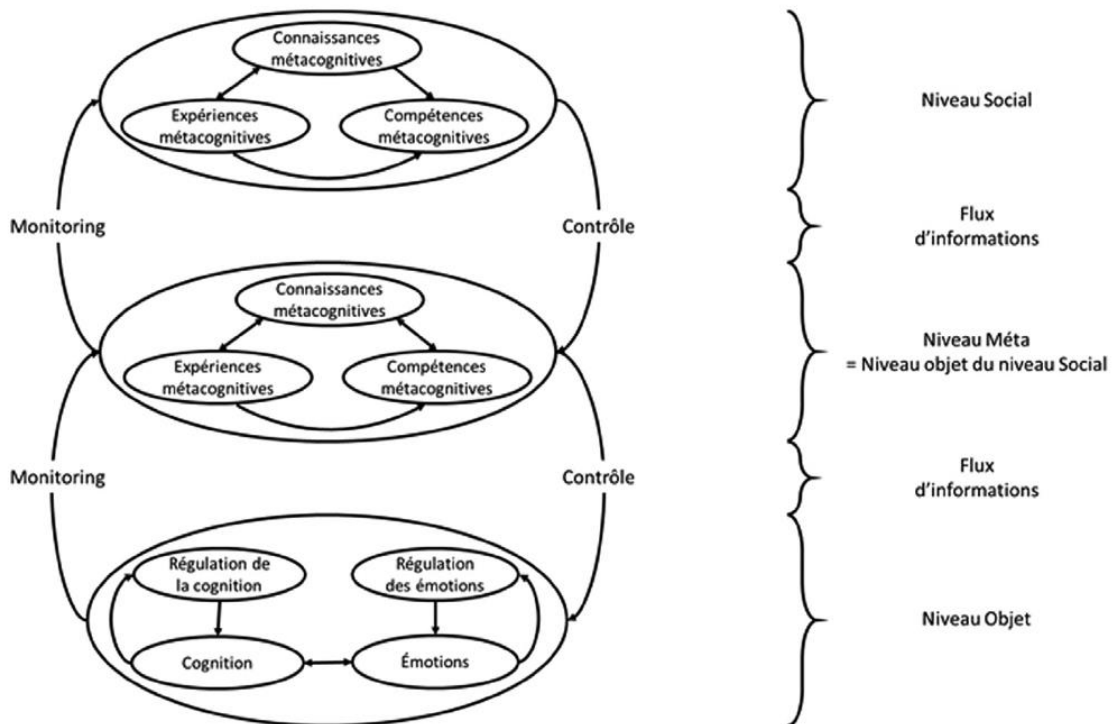 Connaissances
métacognitives
Expériences
métacognitives
Compétences
métacognitives
Niveau Social
Monitoring
Contrôle
Flux
d'informations
Connaissances
métacognitives
Expériences
métacognitives
Compétences
métacognitives
Niveau Méta
= Niveau objet du niveau Social
Monitoring
Contrôle
Flux
d'informations
Régulation de
la cognition
Régulation
des émotions
Cognition
Émotions
Niveau Objet